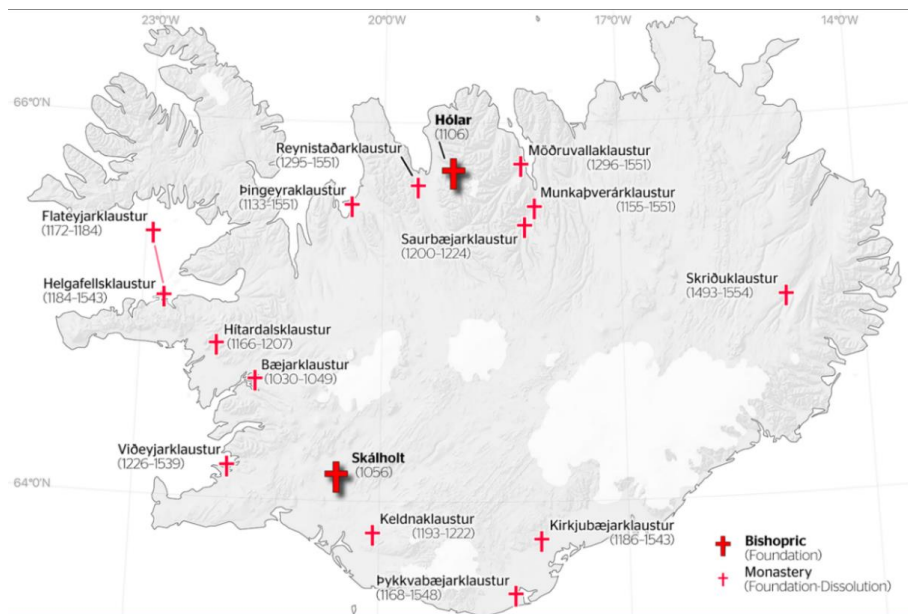 23°0'W
20°0'W
17°0'W
14°0'W
66°0'N
Hólar
(1106)
Reynistaðarklaustur
(1295-1551)
Möðruvallaklaustur
(1296-1551)
Þingeyraklaustur
(1133-1551)
Munkaþverárklaustur
(1155-1551)
Flateyjarklaustur
(1172-1184)
Saurbæjarklaustur
(1200-1224)
Helgafellsklaustur
(1184-1543)
Skriðuklaustur
(1493-1554)
Hítardalsklaustur
(1166-1207)
Bæjarklaustur
(1030-1049)
Viðeyjarklaustur
(1226-1539)
Skálholt
(1056)
64°0'N
Keldnaklaustur
(1193-1222)
Kirkjubæjarklaustur
(1186-1543)
Þykkvabæjarklaustur
(1168-1548)
Bishopric
(Foundation)
Monastery
(Foundation-Dissolution)